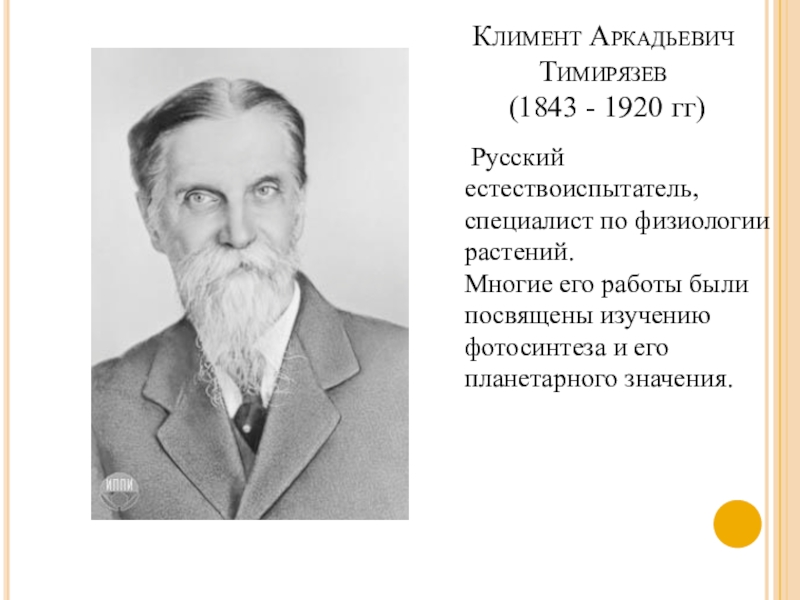 Климент Аркадьевич
Тимирязев
(1843 - 1920 гг)
Русский
естествоиспытатель,
специалист по физиологии
растений.
Многие его работы были
посвящены изучению
фотосинтеза и его
планетарного значения.
ИППИ